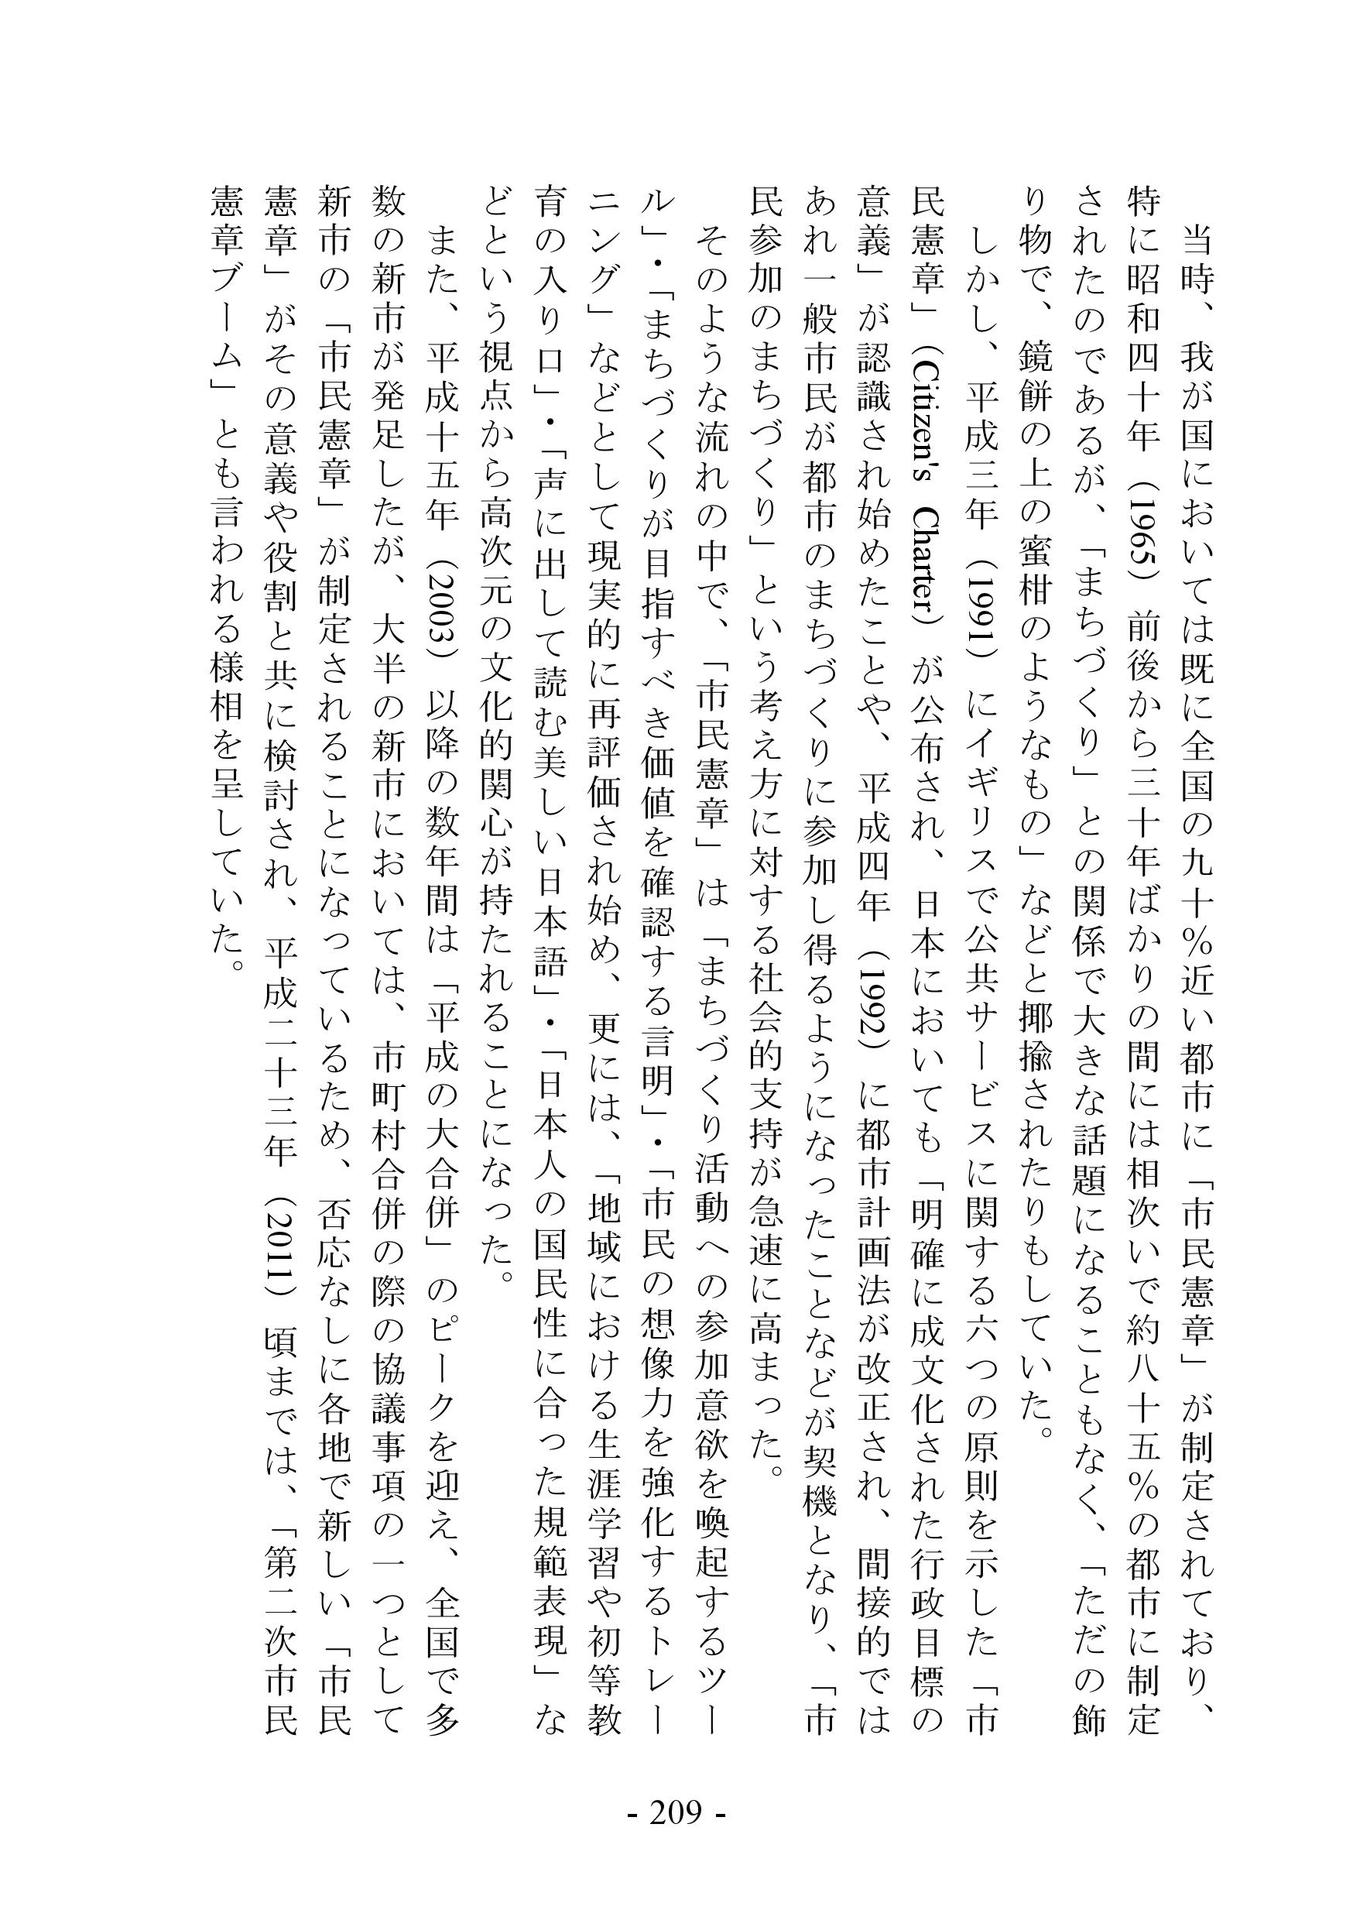 当時、我が国においては既に全国の九十％近い都市に「市民憲章」が制定されており、
特に昭和四十年（1965）前後から三十年ばかりの間には相次いで約八十五％の都市に制定
されたのであるが、「まちづくり」との関係で大きな話題になることもなく、「ただの飾
り物で、鏡餅の上の蜜柑のようなもの」などと揶揄されたりもしていた。
　しかし、平成三年（1991）にイギリスで公共サービスに関する六つの原則を示した「市
民憲章」（Citizen's Charter）が公布され、日本においても「明確に成文化された行政目標の
意義」が認識され始めたことや、平成四年（1992）に都市計画法が改正され、間接的では
あれ一般市民が都市のまちづくりに参加し得るようになったことなどが契機となり、「市
民参加のまちづくり」という考え方に対する社会的支持が急速に高まった。
　そのような流れの中で、「市民憲章」は「まちづくり活動への参加意欲を喚起するツー
ル」・「まちづくりが目指すべき価値を確認する言明」・「市民の想像力を強化するトレー
ニング」などとして現実的に再評価され始め、更には、「地域における生涯学習や初等教
育の入り口」・「声に出して読む美しい日本語」・「日本人の国民性に合った規範表現」な
どという視点から高次元の文化的関心が持たれることになった。
　また、平成十五年（2003）以降の数年間は「平成の大合併」のピークを迎え、全国で多
数の新市が発足したが、大半の新市においては、市町村合併の際の協議事項の一つとして
新市の「市民憲章」が制定されることになっているため、否応なしに各地で新しい「市民
憲章」がその意義や役割と共に検討され、平成二十三年（2011）頃までは、「第二次市民
憲章ブーム」とも言われる様相を呈していた。
- 209 -